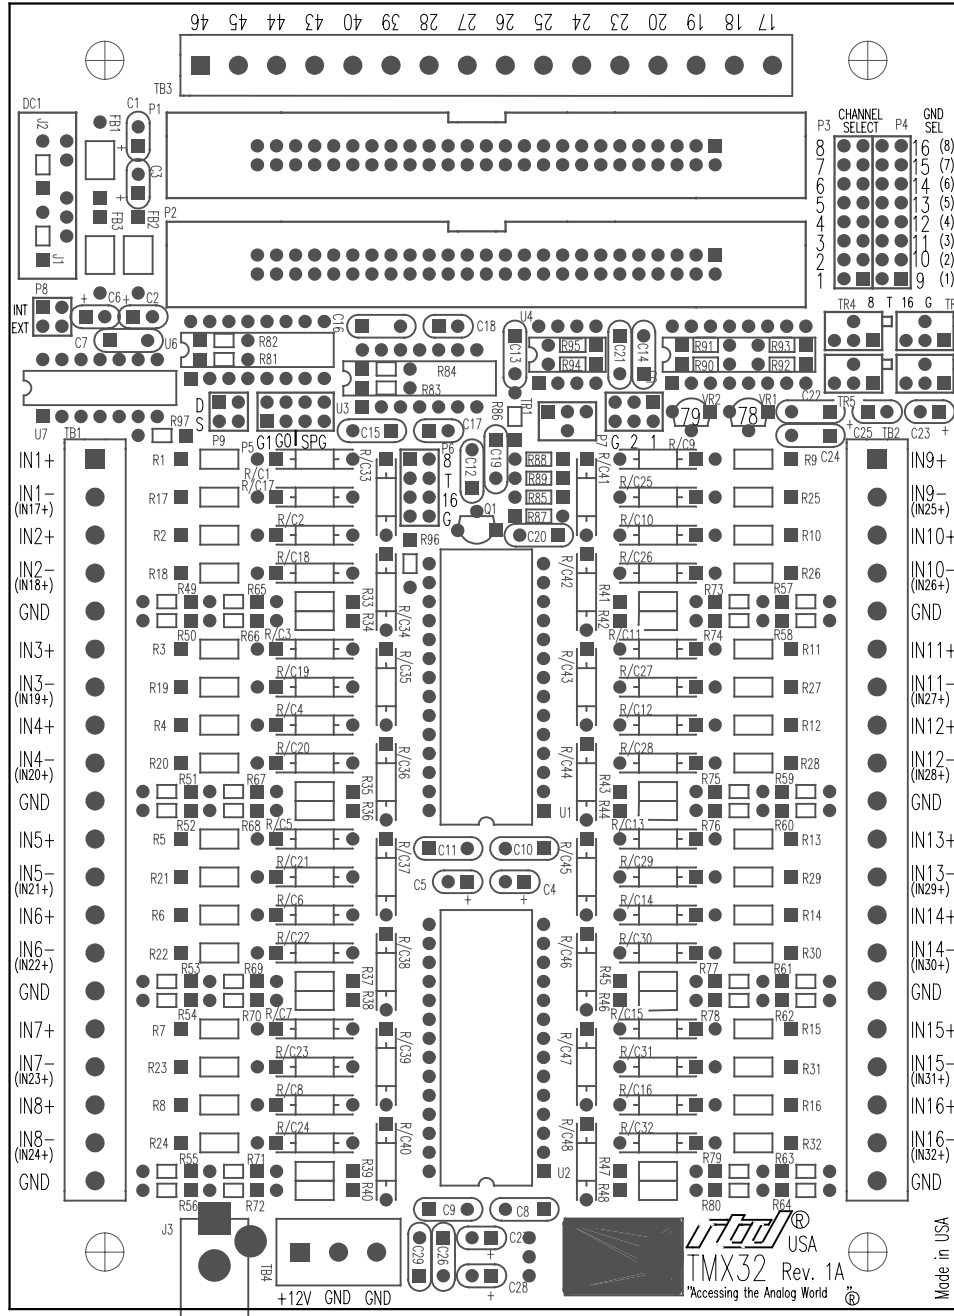 46 45 44 43 40 39 28 27 26 25 24 23 20 19 18 17
TB3
DC1 C1 P1 CHANNEL SELECT GND SEL
J2 FB1 P3 P4
+
8 16 (8)
7 15 (7)
C3
6 14 (6)
+
5 13 (5)
FB3 FB2 P2
4 12 (4)
3 11 (3)
2 10 (2)
J1
1 9 (1)
P8 + C6 + C2 TR4 8 T 16 G TR
INT
EXT
C16 C18 U4
C7 U6 R82 C13 R95 C21 C14 R91 R93
R81 R94 R90 R92
R84
R83
D
S
U3 R86 TR1 VR2 VR1 C22 TR5
79 78
U7 TB1 R97 P9 G1 G0 SPG C15 C17 P7 G 2 1 C25 TB2 C23 +
P5 P6 C19 R/C9 C24
IN1+ R1 R/C1 R/C33 8 C12 R88 R/C41 R9 IN9+
R/C17 T R89 R/C25
IN1- R17 16 R85 R25 IN9-
(IN17+) (IN25+)
R/C2 G Q1 R87 R/C10
IN2+ R2 R96 C20 R10 IN10+
R/C18 R/C42 R/C26
IN2- R18 R26 IN10-
(IN18+) R49 R65 R33 R41 R73 R57 (IN26+)
GND R34 R/C34 R42 GND
R50 R66 R/C3 R/C11 R74 R58
IN3+ R3 R/C35 R/C43 R11 IN11+
R/C19 R/C27
IN3- R19 R27 IN11-
(IN19+) (IN27+)
R/C4 R/C12
IN4+ R4 R12 IN12+
R/C20 R/C36 R/C44 R/C28
IN4- R20 R28 IN12-
(IN20+) R51 R67 R35 R43 R75 R59 (IN28+)
GND R36 U1 R44 GND
R52 R68 R/C5 R/C13 R76 R60
IN5+ R5 R/C37 C11 C10 R/C45 R13 IN13+
R/C21 R/C29
IN5- R21 C5 C4 R29 IN13-
(IN21+) + + (IN29+)
R/C6 R/C14
IN6+ R6 R14 IN14+
R/C22 R/C38 R/C46 R/C30
IN6- R22 R30 IN14-
(IN22+) R53 R69 R37 R45 R77 R61 (IN30+)
GND R38 R46 GND
R54 R70 R/C7 R/C15 R78 R62
IN7+ R7 R/C39 R/C47 R15 IN15+
R/C23 R/C31
IN7- R23 R31 IN15-
(IN23+) (IN31+)
R/C8 R/C16
IN8+ R8 R16 IN16+
R/C24 R/C40 R/C48 R/C32
IN8- R24 R32 IN16-
(IN24+) R55 R71 R39 R47 R79 R63 (IN32+)
GND R40 U2 R48 GND
R56 R72 R80 R64
J3 C9 C8
TB4 C29 C26 + C28 +
+12V GND GND
rtd ® USA
TMX32 Rev. 1A
"Accessing the Analog World" ®
Made in USA